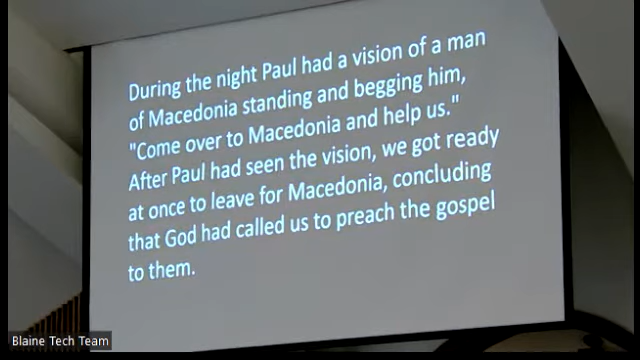 During the night Paul had a vision of a man
of Macedonia standing and begging him,
"Come over to Macedonia and help us."
After Paul had seen the vision, we got ready
at once to leave for Macedonia, concluding
that God had called us to preach the gospel
to them.
Blaine Tech Team